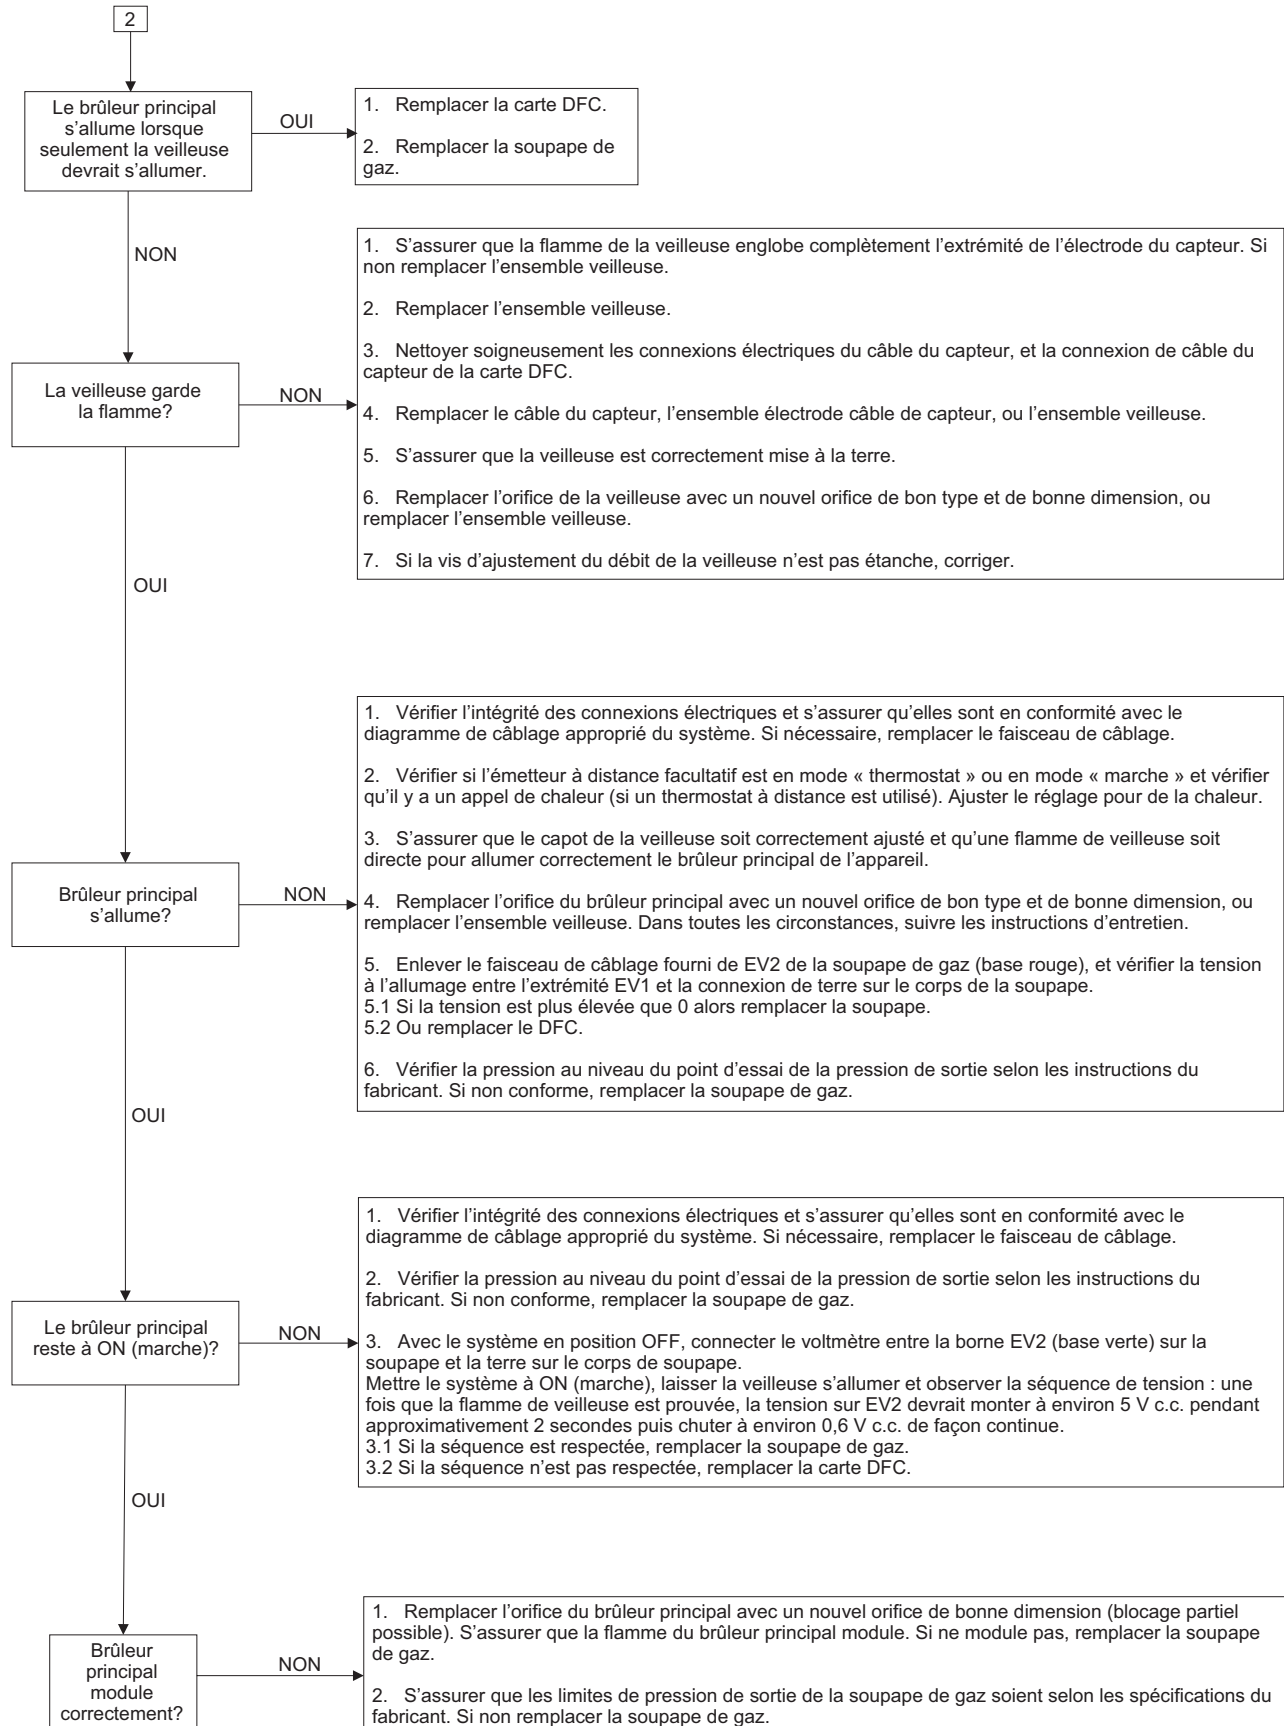 2
Le brûleur principal
s’allume lorsque
seulement la veilleuse
devrait s’allumer.
OUI
1. Remplacer la carte DFC.
2. Remplacer la soupape de
gaz.
NON
1. S’assurer que la flamme de la veilleuse englobe complètement l’extrémité de l’électrode du capteur. Si
non remplacer l’ensemble veilleuse.
2. Remplacer l’ensemble veilleuse.
3. Nettoyer soigneusement les connexions électriques du câble du capteur, et la connexion de câble du
capteur de la carte DFC.
4. Remplacer le câble du capteur, l’ensemble électrode câble de capteur, ou l’ensemble veilleuse.
5. S’assurer que la veilleuse est correctement mise à la terre.
6. Remplacer l’orifice de la veilleuse avec un nouvel orifice de bon type et de bonne dimension, ou
remplacer l’ensemble veilleuse.
7. Si la vis d’ajustement du débit de la veilleuse n’est pas étanche, corriger.
La veilleuse garde
la flamme?
NON
OUI
1. Vérifier l’intégrité des connexions électriques et s’assurer qu’elles sont en conformité avec le
diagramme de câblage approprié du système. Si nécessaire, remplacer le faisceau de câblage.
2. Vérifier si l’émetteur à distance facultatif est en mode « thermostat » ou en mode « marche » et vérifier
qu’il y a un appel de chaleur (si un thermostat à distance est utilisé). Ajuster le réglage pour de la chaleur.
3. S’assurer que le capot de la veilleuse soit correctement ajusté et qu’une flamme de veilleuse soit
directe pour allumer correctement le brûleur principal de l’appareil.
4. Remplacer l’orifice du brûleur principal avec un nouvel orifice de bon type et de bonne dimension, ou
remplacer l’ensemble veilleuse. Dans toutes les circonstances, suivre les instructions d’entretien.
5. Enlever le faisceau de câblage fourni de EV2 de la soupape de gaz (base rouge), et vérifier la tension
à l’allumage entre l’extrémité EV1 et la connexion de terre sur le corps de la soupape.
5.1 Si la tension est plus élevée que 0 alors remplacer la soupape.
5.2 Ou remplacer le DFC.
6. Vérifier la pression au niveau du point d’essai de la pression de sortie selon les instructions du
fabricant. Si non conforme, remplacer la soupape de gaz.
Brûleur principal
s’allume?
NON
OUI
1. Vérifier l’intégrité des connexions électriques et s’assurer qu’elles sont en conformité avec le
diagramme de câblage approprié du système. Si nécessaire, remplacer le faisceau de câblage.
2. Vérifier la pression au niveau du point d’essai de la pression de sortie selon les instructions du
fabricant. Si non conforme, remplacer la soupape de gaz.
3. Avec le système en position OFF, connecter le voltmètre entre la borne EV2 (base verte) sur la
soupape et la terre sur le corps de soupape.
Mettre le système à ON (marche), laisser la veilleuse s’allumer et observer la séquence de tension : une
fois que la flamme de veilleuse est prouvée, la tension sur EV2 devrait monter à environ 5 V c.c. pendant
approximativement 2 secondes puis chuter à environ 0,6 V c.c. de façon continue.
3.1 Si la séquence est respectée, remplacer la soupape de gaz.
3.2 Si la séquence n’est pas respectée, remplacer la carte DFC.
Le brûleur principal
reste à ON (marche)?
NON
OUI
1. Remplacer l’orifice du brûleur principal avec un nouvel orifice de bonne dimension (blocage partiel
possible). S’assurer que la flamme du brûleur principal module. Si ne module pas, remplacer la soupape
de gaz.
2. S’assurer que les limites de pression de sortie de la soupape de gaz soient selon les spécifications du
fabricant. Si non remplacer la soupape de gaz.
Brûleur
principal
module
correctement?
NON